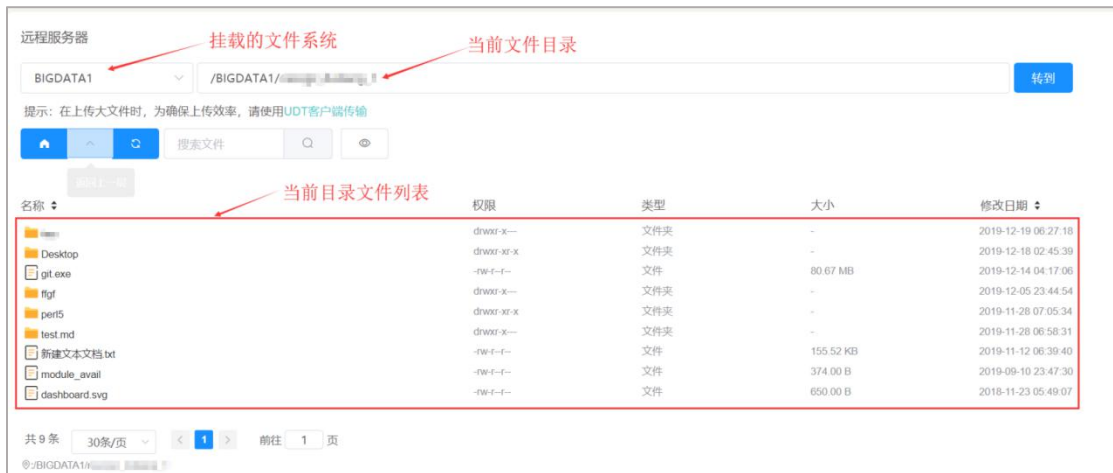 远程服务器
挂载的文件系统
当前文件目录
BIGDATA1 /BIGDATA1/ 转到
提示：在上传大文件时，为确保上传效率，请使用UDT客户端传输
搜索文件
返回上一层
当前目录文件列表
名称 权限 类型 大小 修改日期
drwxr-x--- 文件夹 - 2019-12-19 06:27:18
Desktop drwxr-xr-x 文件夹 - 2019-12-18 02:45:39
git.exe -rw-r--r-- 文件 80.67 MB 2019-12-14 04:17:06
ffgf drwxr-x--- 文件夹 - 2019-12-05 23:44:54
perl5 drwxr-xr-x 文件夹 - 2019-11-28 07:05:34
test.md drwxr-x--- 文件夹 - 2019-11-28 06:58:31
新建文本文档.txt -rw-r--r-- 文件 155.52 KB 2019-11-12 06:39:40
module_avail -rw-r--r-- 文件 374.00 B 2019-09-10 23:47:30
dashboard.svg -rw-r--r-- 文件 650.00 B 2018-11-23 05:49:07
共 9 条 30条/页 < 1 > 前往 1 页
:/BIGDATA1/